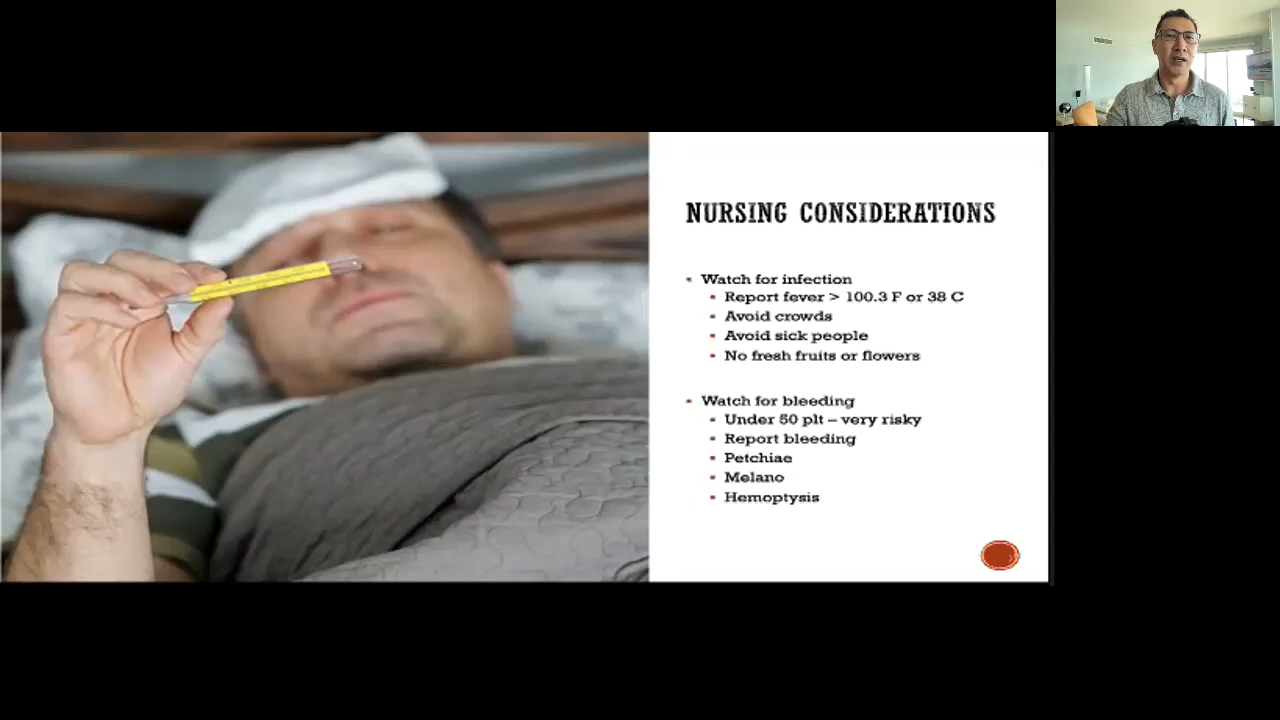 NURSING CONSIDERATIONS
Watch for infection
Report fever > 100.3 F or 38 C
Avoid crowds
Avoid sick people
No fresh fruits or flowers
Watch for bleeding
Under 50 plt – very risky
Report bleeding
Petchiae
Melano
Hemoptysis